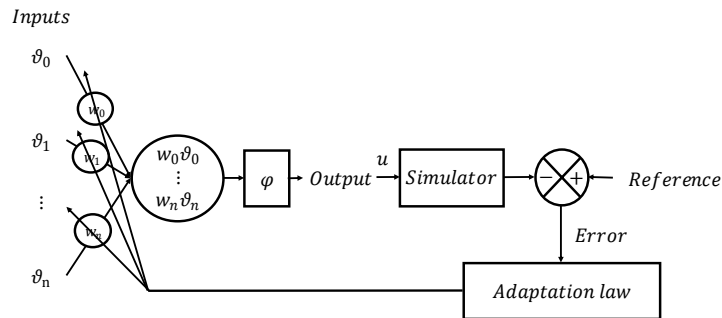 Inputs
ϑ₀
w₀
ϑ₁
w₁
w₀ϑ₀
⋮
wₙϑₙ
φ
Output
u
Simulator
−
+
Reference
⋮
wₙ
Error
ϑₙ
Adaptation law